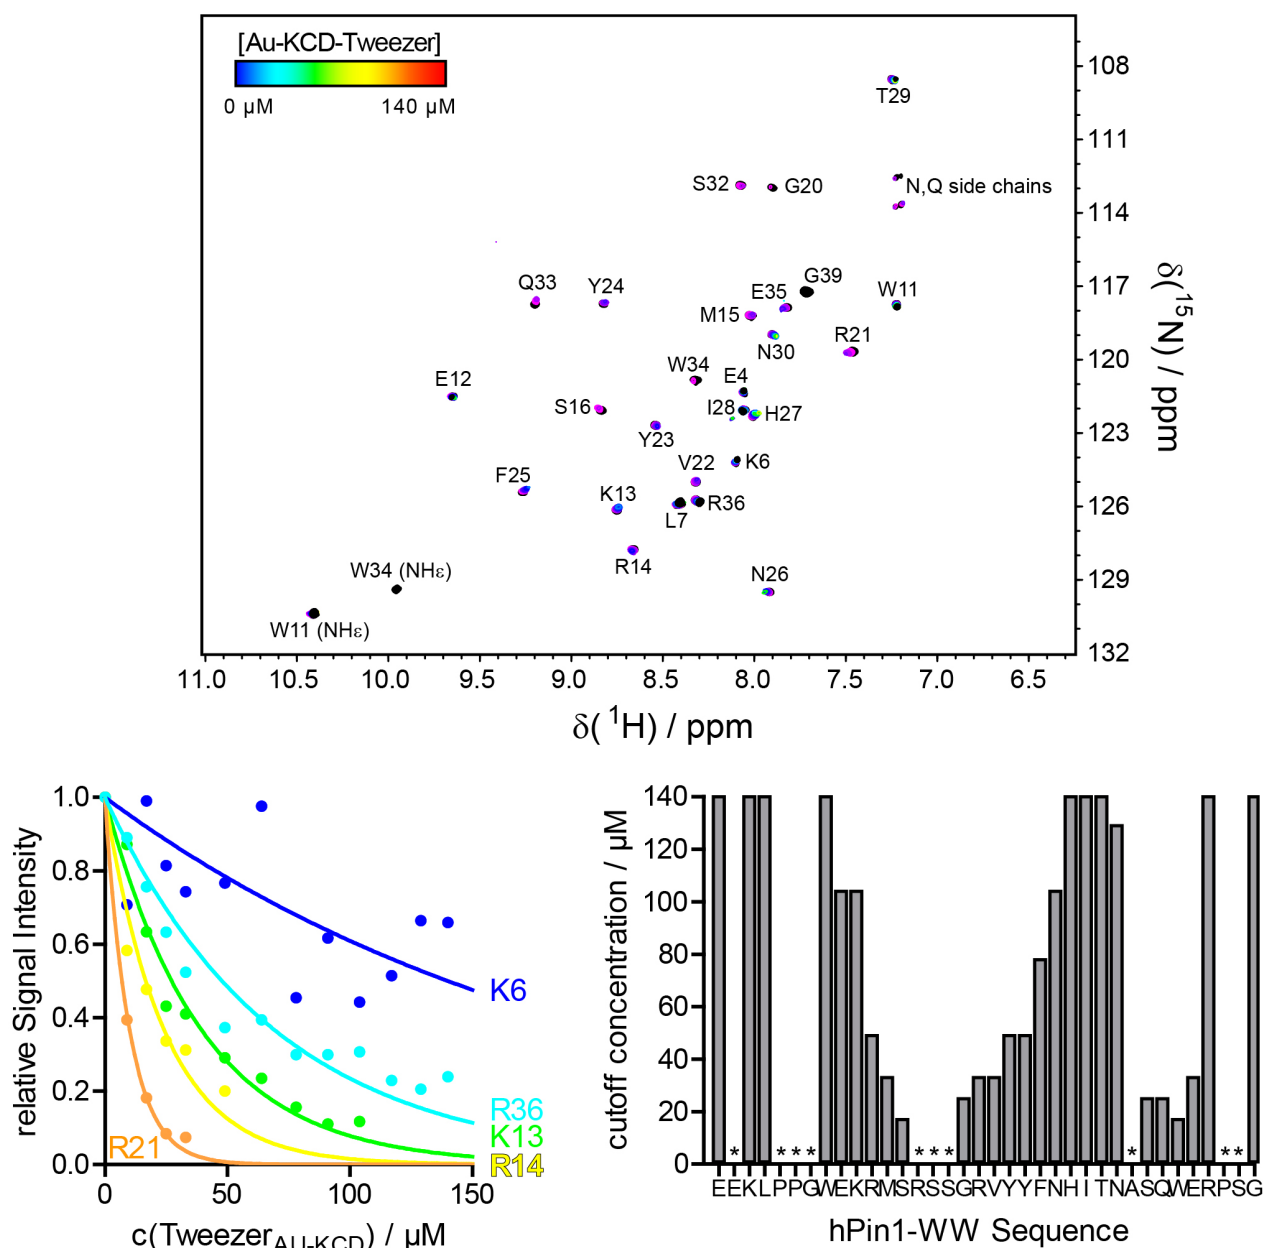 [Au-KCD-Tweezer]
0 µM 140 µM
108
T29
111
S32 G20 N,Q side chains
114
Q33 Y24 G39 117
E35 W11
M15 R21
N30 120
W34
E12 E4
S16 I28 H27
Y23 123
V22 K6
F25
K13 R36 126
L7
R14
W34 (NHε) N26 129
W11 (NHε)
132
11.0 10.5 10.0 9.5 9.0 8.5 8.0 7.5 7.0 6.5
δ( ¹H) / ppm
δ( ¹⁵N) / ppm
relative Signal Intensity
1.0
0.8
0.6
0.4
0.2
0.0
K6
R36
K13
R14
R21
0 50 100 150
c(Tweezer_AU-KCD) / µM
cutoff concentration / µM
140
120
100
80
60
40
20
0
* * * * * * * * * *
EEKLPPGWEKRMSRSSGRVYYFNHITNASQWERPSG
hPin1-WW Sequence